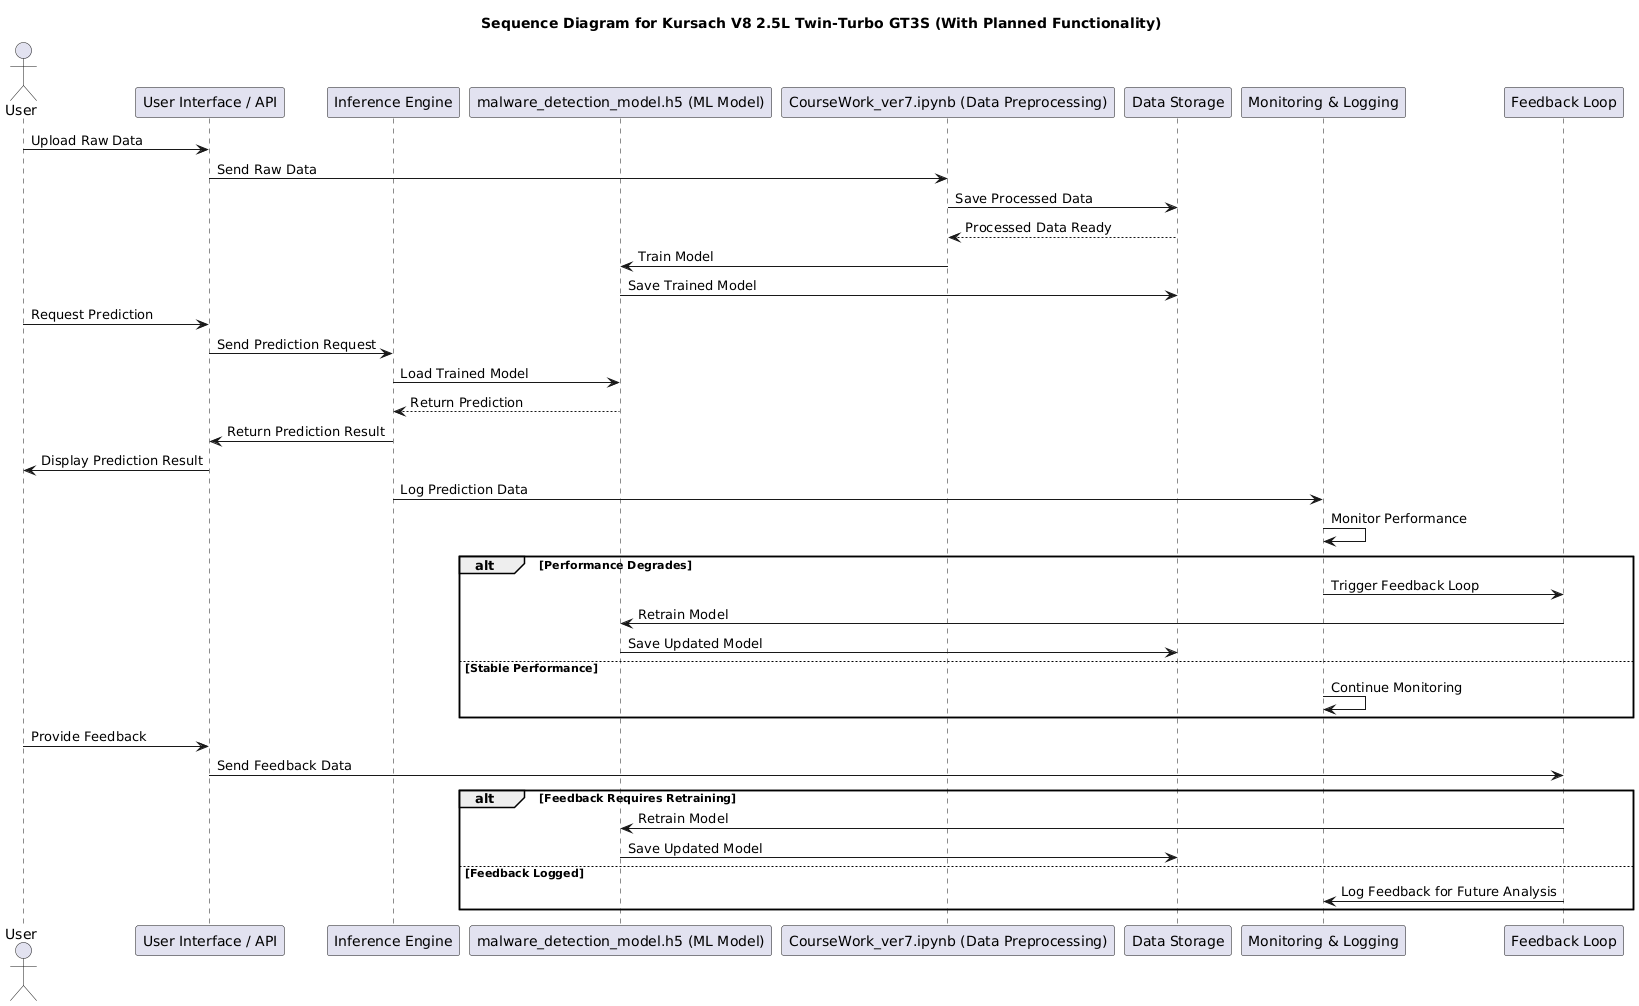 Sequence Diagram for Kursach V8 2.5L Twin-Turbo GT3S (With Planned Functionality)
User
User Interface / API
Inference Engine
malware_detection_model.h5 (ML Model)
CourseWork_ver7.ipynb (Data Preprocessing)
Data Storage
Monitoring & Logging
Feedback Loop
Upload Raw Data
Send Raw Data
Save Processed Data
Processed Data Ready
Train Model
Save Trained Model
Request Prediction
Send Prediction Request
Load Trained Model
Return Prediction
Return Prediction Result
Display Prediction Result
Log Prediction Data
Monitor Performance
alt [Performance Degrades]
Trigger Feedback Loop
Retrain Model
Save Updated Model
[Stable Performance]
Continue Monitoring
Provide Feedback
Send Feedback Data
alt [Feedback Requires Retraining]
Retrain Model
Save Updated Model
[Feedback Logged]
Log Feedback for Future Analysis
User
User Interface / API
Inference Engine
malware_detection_model.h5 (ML Model)
CourseWork_ver7.ipynb (Data Preprocessing)
Data Storage
Monitoring & Logging
Feedback Loop